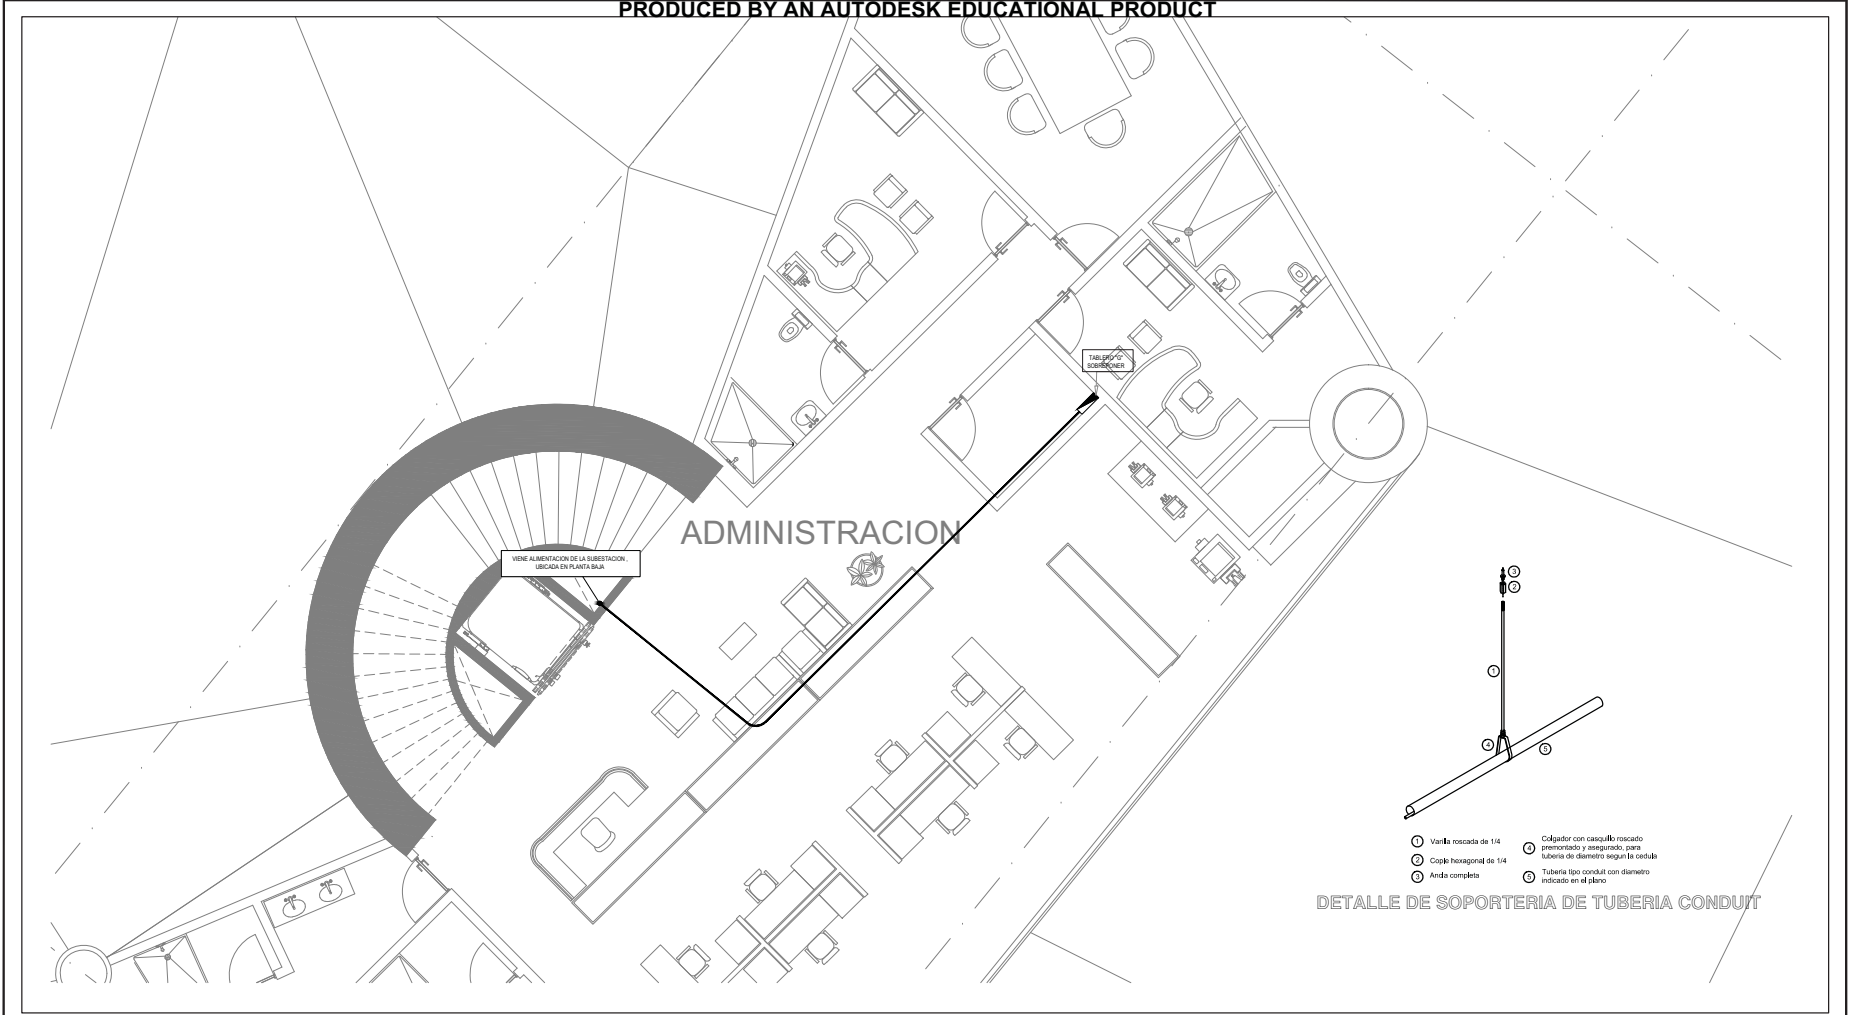 PRODUCED BY AN AUTODESK EDUCATIONAL PRODUCT
TABLERO "G"
SOBREPONER
ADMINISTRACION
VIENE ALIMENTACION DE LA SUBESTACION ,
UBICADA EN PLANTA BAJA
3
2
1
4
5
1 Varilla roscada de 1/4
2 Cople hexagonal de 1/4
3 Ancla completa
4 Colgador con casquillo roscado
premontado y asegurado, para
tuberia de diametro segun la cedula
5 Tuberia tipo conduit con diametro
indicado en el plano
DETALLE DE SOPORTERIA DE TUBERIA CONDUIT